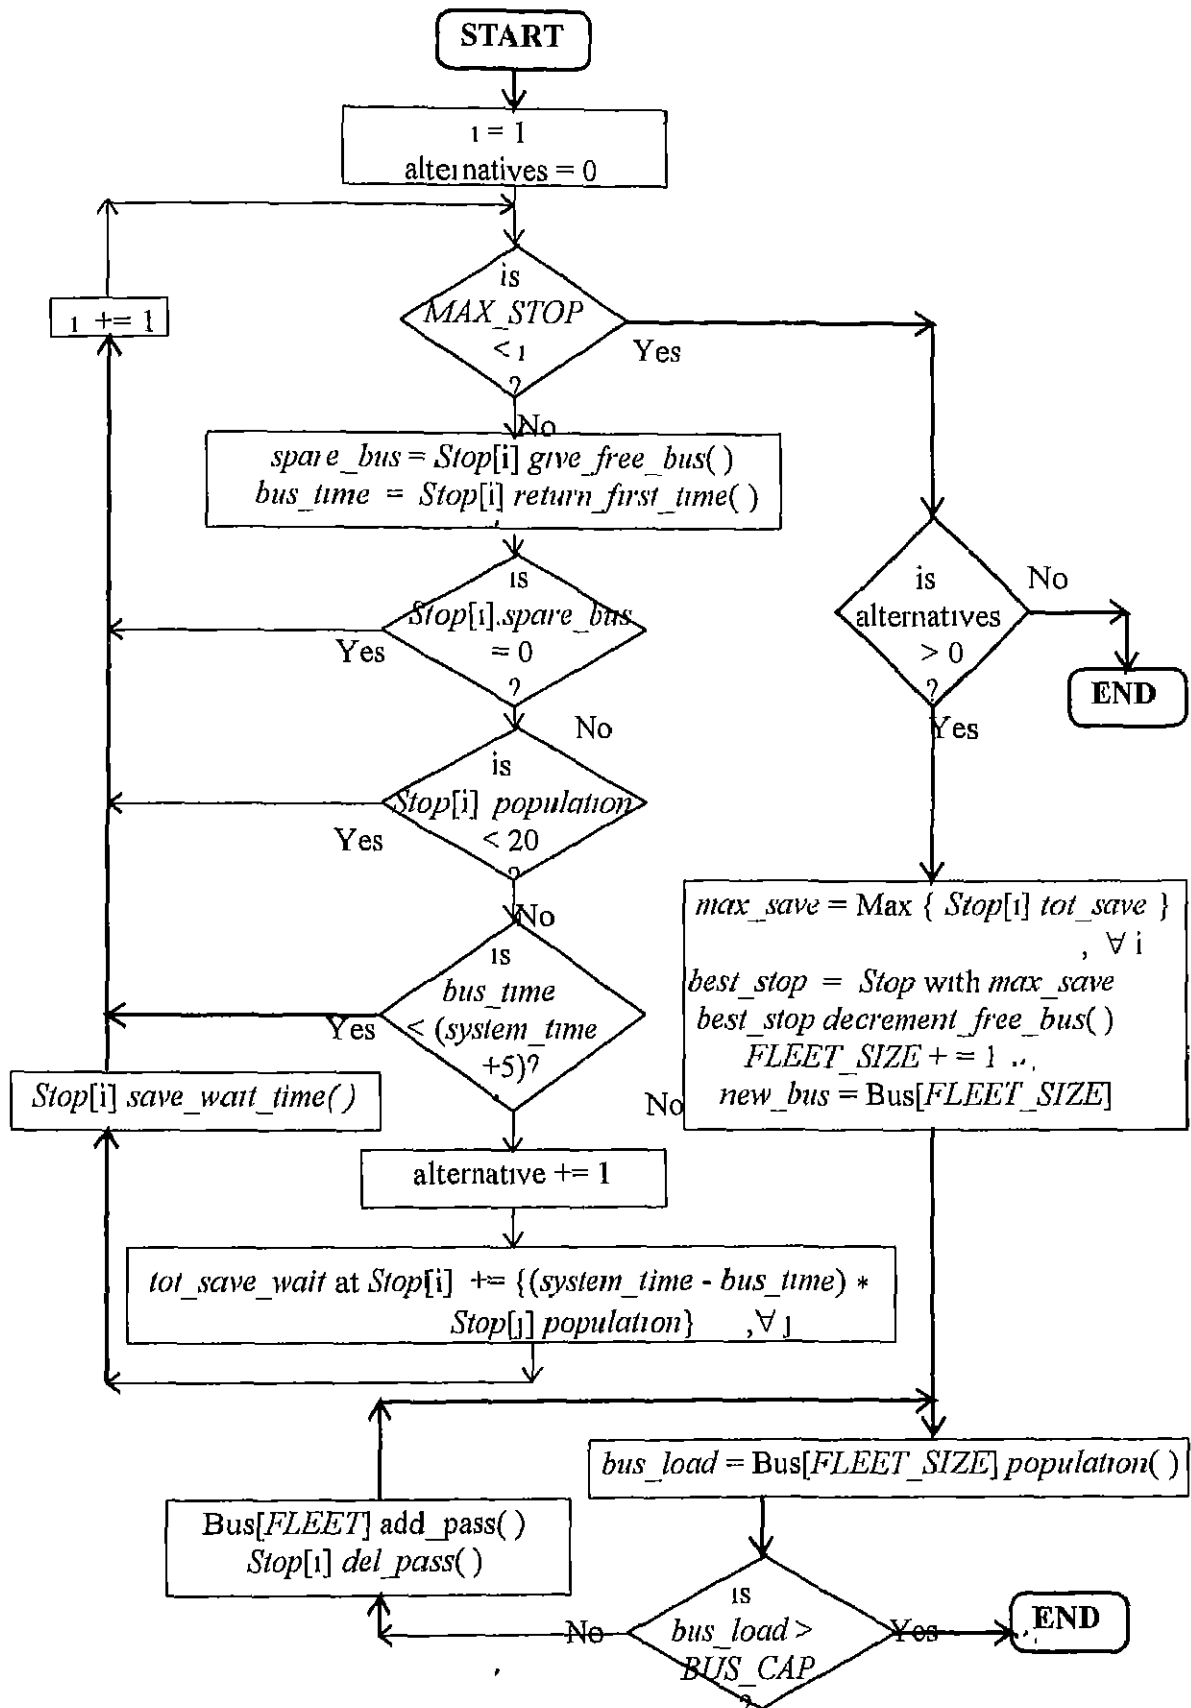 START
i = 1
alternatives = 0
is
MAX_STOP
< i
?
Yes
i += 1
No
spare_bus = Stop[i] give_free_bus()
bus_time = Stop[i] return_first_time()
is
Stop[i].spare_bus
= 0
?
Yes
No
is
alternatives
> 0
?
No
END
Yes
is
Stop[i] population
< 20
?
Yes
No
is
bus_time
< (system_time
+5)?
Yes
No
Stop[i] save_wait_time()
max_save = Max { Stop[i] tot_save }
, ∀ i
best_stop = Stop with max_save
best_stop decrement_free_bus()
FLEET_SIZE += 1
new_bus = Bus[FLEET_SIZE]
alternative += 1
tot_save_wait at Stop[i] += {(system_time - bus_time) *
Stop[j] population} ,∀ j
bus_load = Bus[FLEET_SIZE] population()
Bus[FLEET] add_pass()
Stop[i] del_pass()
is
bus_load >
BUS_CAP
?
No
Yes
END